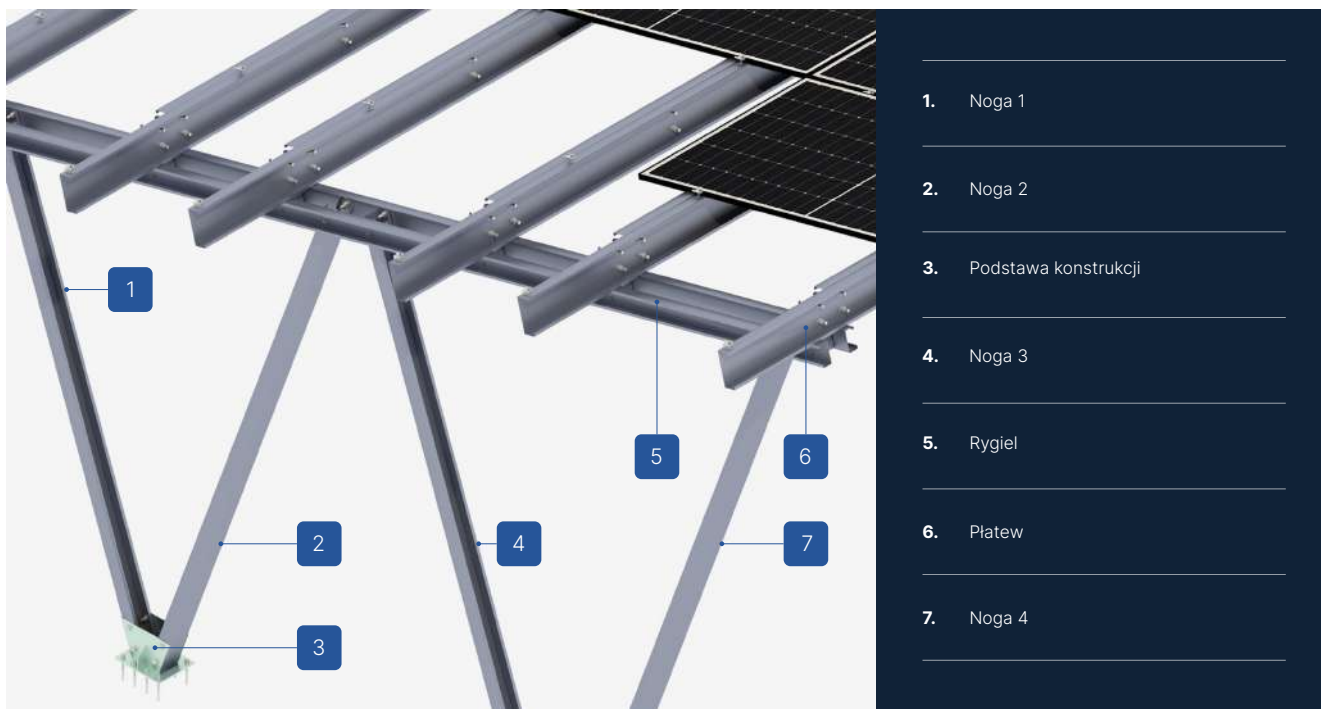 1
2
3
4
5
6
7
1. Noga 1
2. Noga 2
3. Podstawa konstrukcji
4. Noga 3
5. Rygiel
6. Płatew
7. Noga 4